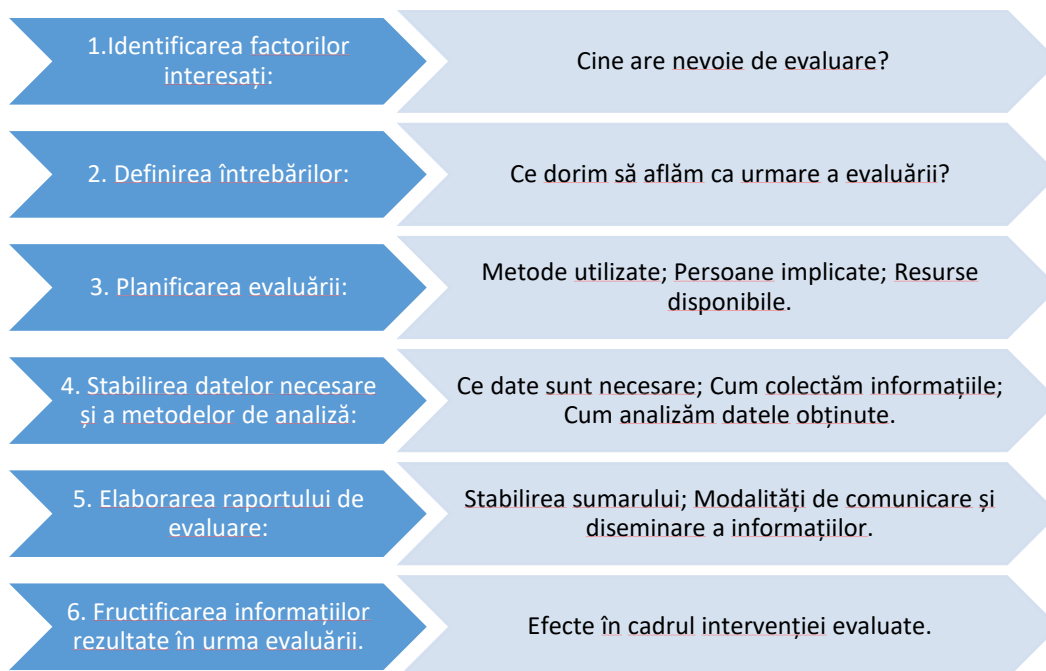 1.Identificarea factorilor
interesați:
Cine are nevoie de evaluare?
2. Definirea întrebărilor:
Ce dorim să aflăm ca urmare a evaluării?
3. Planificarea evaluării:
Metode utilizate; Persoane implicate; Resurse
disponibile.
4. Stabilirea datelor necesare
și a metodelor de analiză:
Ce date sunt necesare; Cum colectăm informațiile;
Cum analizăm datele obținute.
5. Elaborarea raportului de
evaluare:
Stabilirea sumarului; Modalități de comunicare și
diseminare a informațiilor.
6. Fructificarea informațiilor
rezultate în urma evaluării.
Efecte în cadrul intervenției evaluate.